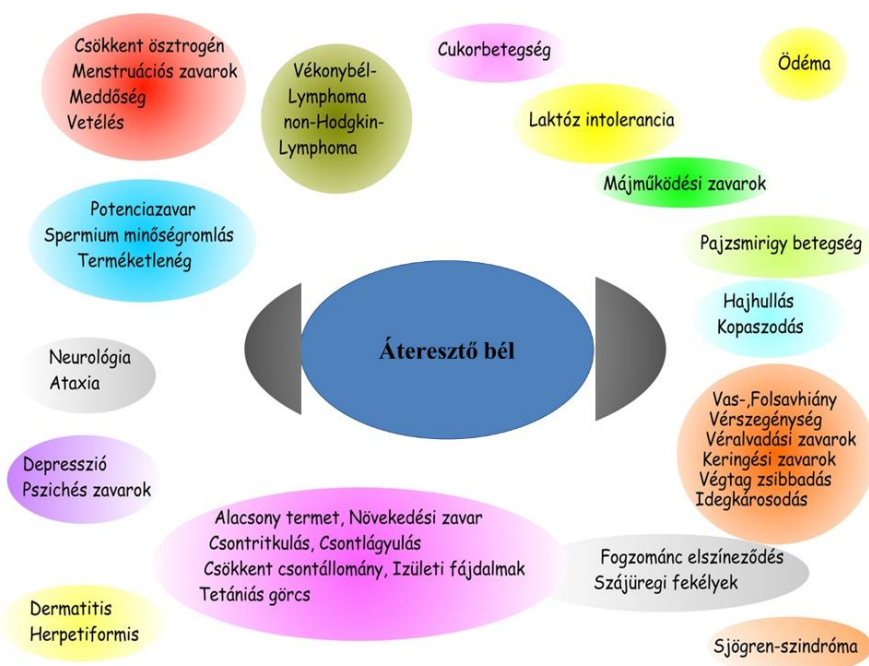 Csökkent ösztrogén
Menstruációs zavarok
Meddőség
Vetélés
Vékonybél-
Lymphoma
non-Hodgkin-
Lymphoma
Cukorbetegség
Ödéma
Laktóz intolerancia
Májműködési zavarok
Potenciazavar
Spermium minőségromlás
Terméketlenég
Pajzsmirigy betegség
Hajhullás
Kopaszodás
Áteresztő bél
Neurológia
Ataxia
Vas-,Folsavhiány
Vérszegénység
Véralvadási zavarok
Keringési zavarok
Végtag zsibbadás
Idegkárosodás
Depresszió
Pszichés zavarok
Alacsony termet, Növekedési zavar
Csontritkulás, Csontlágyulás
Csökkent csontállomány, Izületi fájdalmak
Tetániás görcs
Fogzománc elszíneződés
Szájüregi fekélyek
Dermatitis
Herpetiformis
Sjögren-szindróma